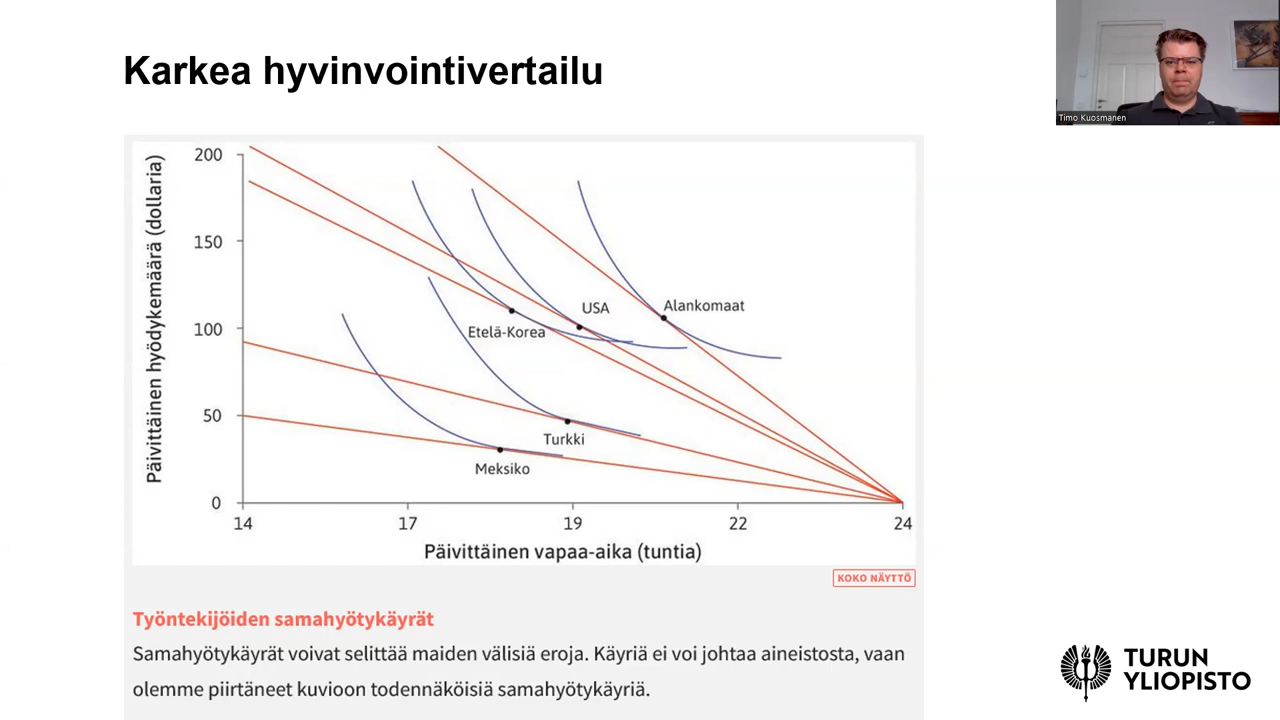 Karkea hyvinvointivertailu
Timo Kuosmanen
Päivittäinen hyödykemäärä (dollaria)
200
150
100
50
0
Etelä-Korea
USA
Alankomaat
Turkki
Meksiko
14 17 19 22 24
Päivittäinen vapaa-aika (tuntia)
KOKO NÄYTTÖ
Työntekijöiden samahyötykäyrät
Samahyötykäyrät voivat selittää maiden välisiä eroja. Käyriä ei voi johtaa aineistosta, vaan
olemme piirtäneet kuvioon todennäköisiä samahyötykäyriä.
TURUN
YLIOPISTO